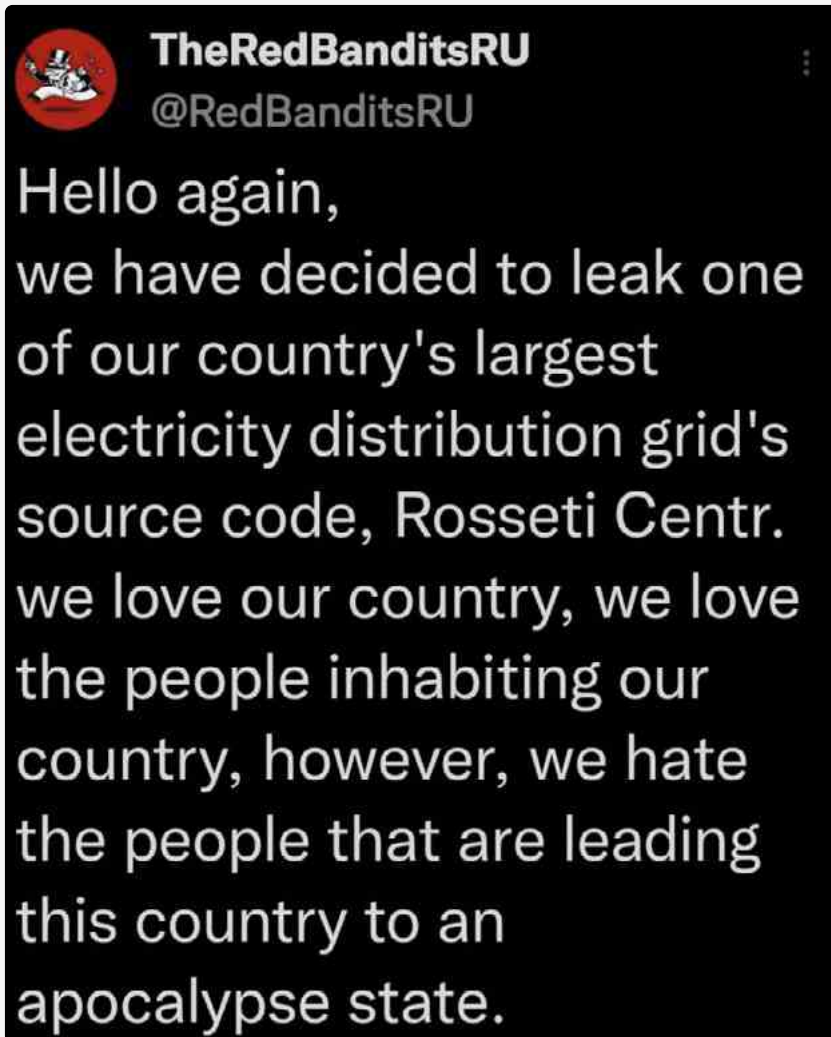 TheRedBanditsRU
@RedBanditsRU
Hello again,
we have decided to leak one
of our country's largest
electricity distribution grid's
source code, Rosseti Centr.
we love our country, we love
the people inhabiting our
country, however, we hate
the people that are leading
this country to an
apocalypse state.